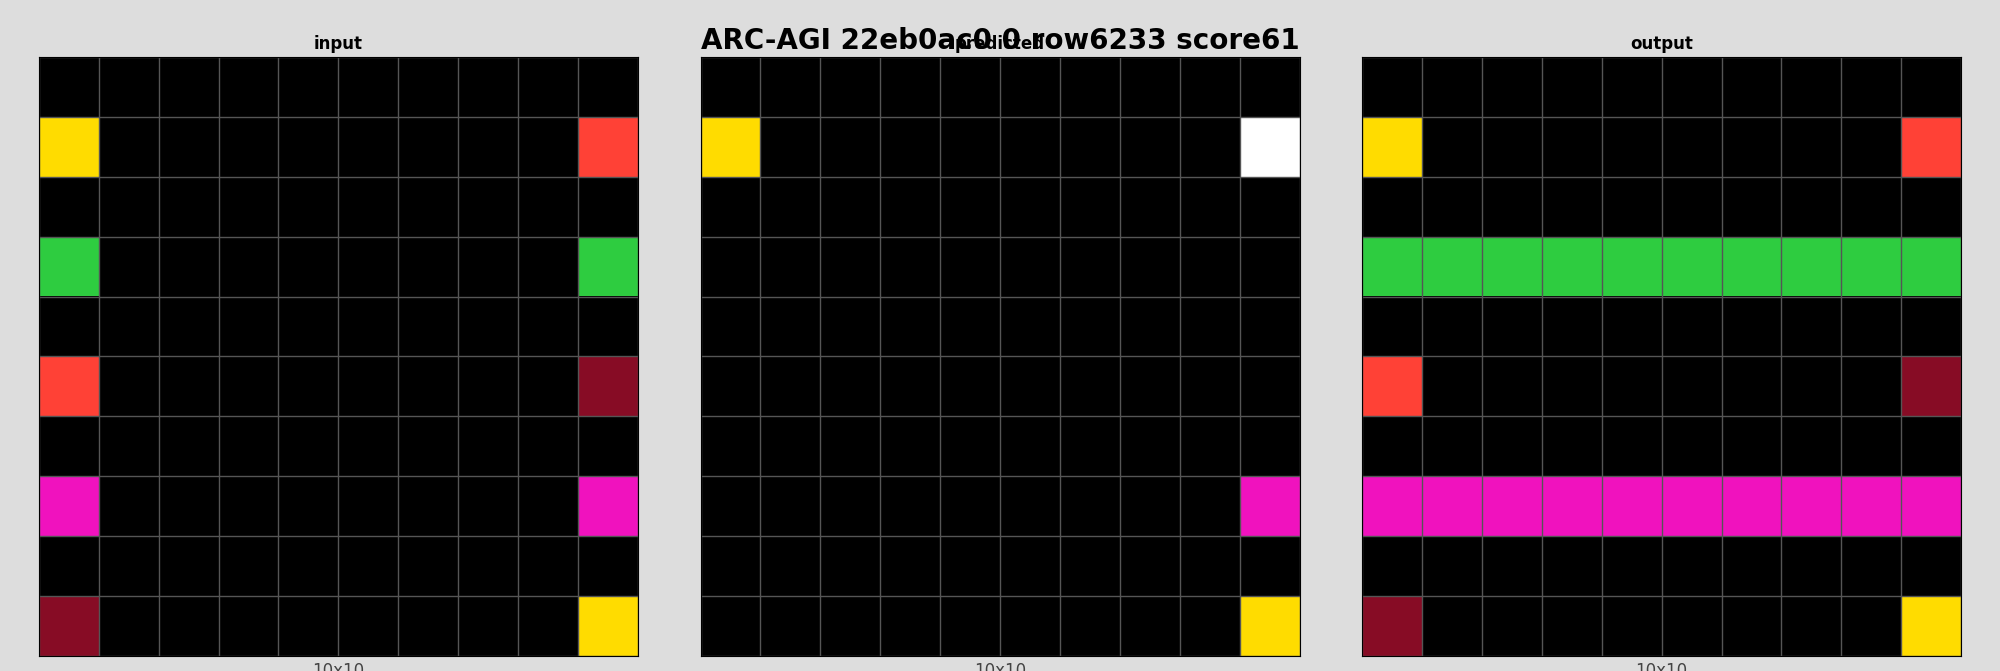 ARC-AGI 22eb0ac0 0 row6233 score61
input
predicted
output
10x10
10x10
10x10